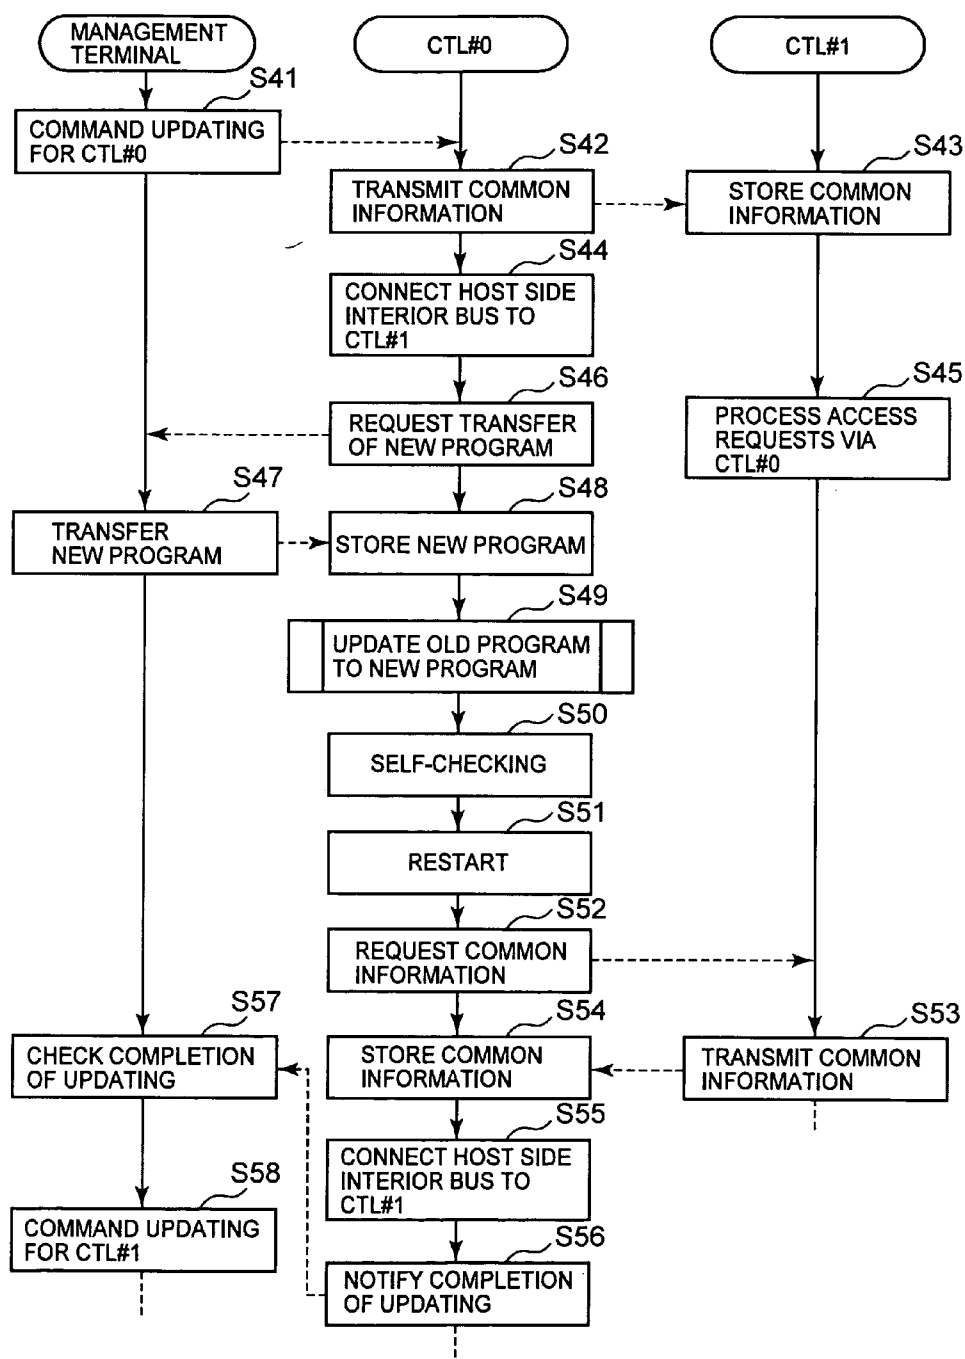 MANAGEMENT
TERMINAL
CTL#0
CTL#1
S41
COMMAND UPDATING
FOR CTL#0
S42
TRANSMIT COMMON
INFORMATION
S43
STORE COMMON
INFORMATION
S44
CONNECT HOST SIDE
INTERIOR BUS TO
CTL#1
S45
PROCESS ACCESS
REQUESTS VIA
CTL#0
S46
REQUEST TRANSFER
OF NEW PROGRAM
S47
TRANSFER
NEW PROGRAM
S48
STORE NEW PROGRAM
S49
UPDATE OLD PROGRAM
TO NEW PROGRAM
S50
SELF-CHECKING
S51
RESTART
S52
REQUEST COMMON
INFORMATION
S53
TRANSMIT COMMON
INFORMATION
S54
STORE COMMON
INFORMATION
S57
CHECK COMPLETION
OF UPDATING
S55
CONNECT HOST SIDE
INTERIOR BUS TO
CTL#1
S58
COMMAND UPDATING
FOR CTL#1
S56
NOTIFY COMPLETION
OF UPDATING